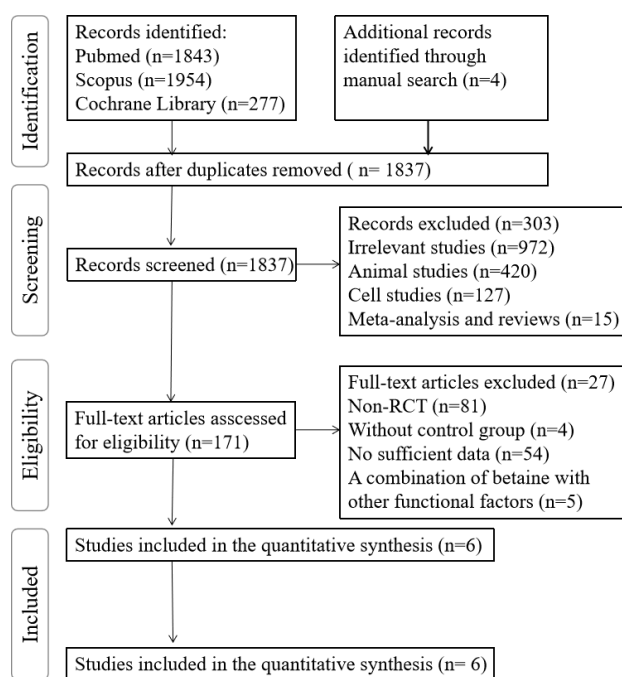 Identification
Records identified:
Pubmed (n=1843)
Scopus (n=1954)
Cochrane Library (n=277)
Additional records
identified through
manual search (n=4)
Records after duplicates removed ( n= 1837)
Screening
Records screened (n=1837)
Records excluded (n=303)
Irrelevant studies (n=972)
Animal studies (n=420)
Cell studies (n=127)
Meta-analysis and reviews (n=15)
Eligibility
Full-text articles asscessed
for eligibility (n=171)
Full-text articles excluded (n=27)
Non-RCT (n=81)
Without control group (n=4)
No sufficient data (n=54)
A combination of betaine with
other functional factors (n=5)
Included
Studies included in the quantitative synthesis (n=6)
Studies included in the quantitative synthesis (n= 6)